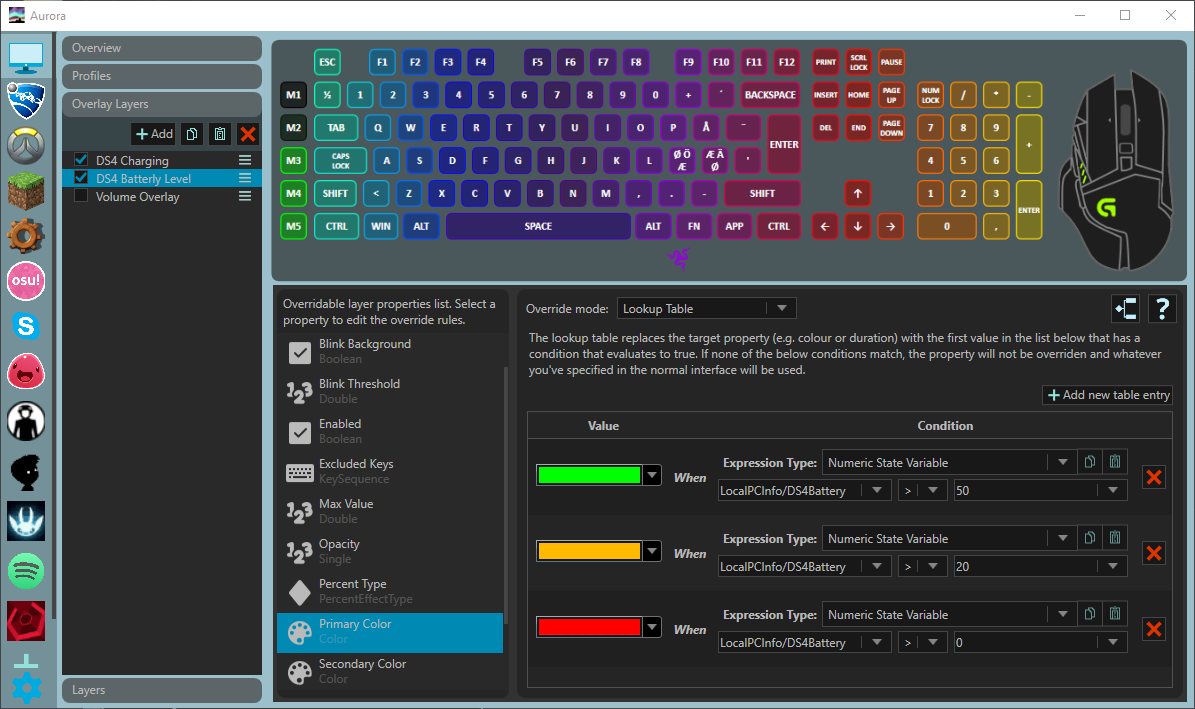 Aurora
Overview
Profiles
Overlay Layers
Add
DS4 Charging
DS4 Batterly Level
Volume Overlay
Layers
osu!
ESC F1 F2 F3 F4 F5 F6 F7 F8 F9 F10 F11 F12 PRINT SCRL LOCK PAUSE
M1 ½ 1 2 3 4 5 6 7 8 9 0 + ´ BACKSPACE INSERT HOME PAGE UP NUM LOCK / * -
M2 TAB Q W E R T Y U I O P Å ¨ ENTER DEL END PAGE DOWN 7 8 9 +
M3 CAPS LOCK A S D F G H J K L Ø Ö Æ Æ Ä Ø ' 4 5 6
M4 SHIFT < Z X C V B N M , . - SHIFT ↑ 1 2 3 ENTER
M5 CTRL WIN ALT SPACE ALT FN APP CTRL ← ↓ → 0 ,
Overridable layer properties list. Select a
property to edit the override rules.
Blink Background
Boolean
Blink Threshold
Double
Enabled
Boolean
Excluded Keys
KeySequence
Max Value
Double
Opacity
Single
Percent Type
PercentEffectType
Primary Color
Color
Secondary Color
Color
Override mode: Lookup Table
?
The lookup table replaces the target property (e.g. colour or duration) with the first value in the list below that has a
condition that evaluates to true. If none of the below conditions match, the property will not be overriden and whatever
you've specified in the normal interface will be used.
Add new table entry
Value Condition
When Expression Type: Numeric State Variable
LocalPCInfo/DS4Battery > 50
When Expression Type: Numeric State Variable
LocalPCInfo/DS4Battery > 20
When Expression Type: Numeric State Variable
LocalPCInfo/DS4Battery > 0